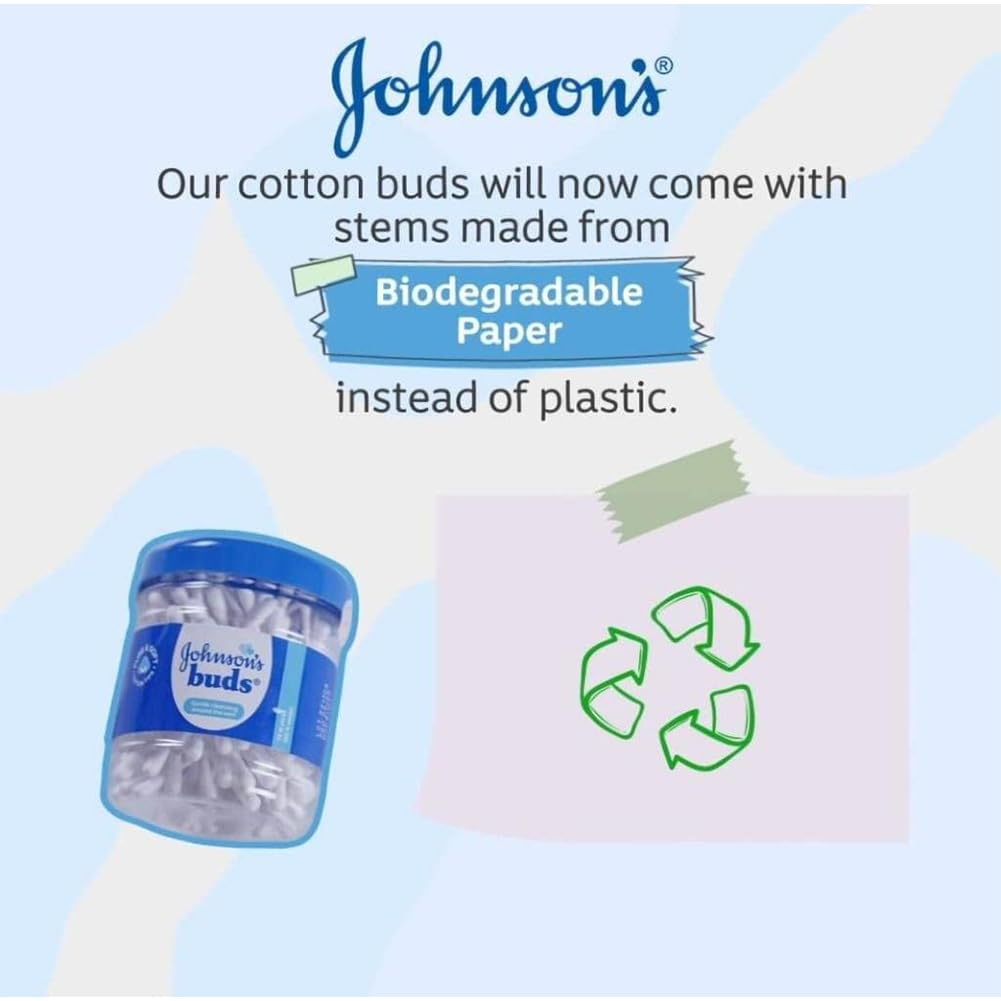 Johnson's®
Our cotton buds will now come with
stems made from
Biodegradable
Paper
instead of plastic.
Johnson's
buds®